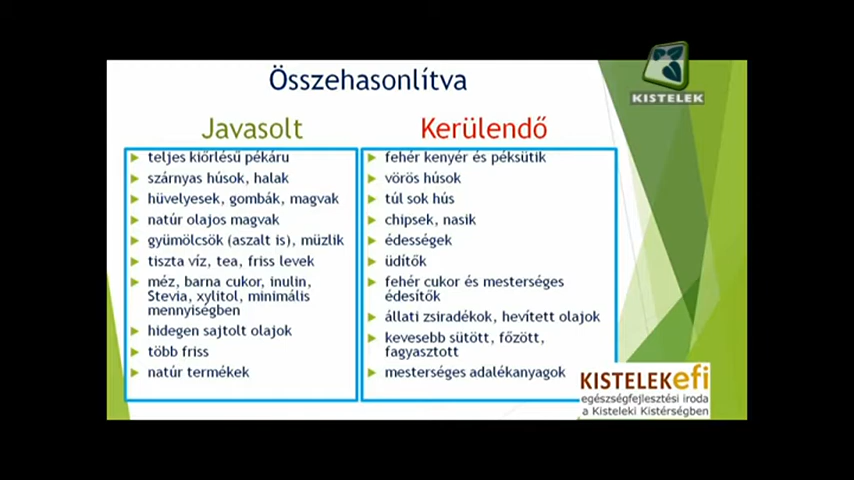 Összehasonlítva
KISTELEK
Javasolt
teljes kiőrlésű pékáru
szárnyas húsok, halak
hüvelyesek, gombák, magvak
natúr olajos magvak
gyümölcsök (aszalt is), müzlik
tiszta víz, tea, friss levek
méz, barna cukor, inulin,
Stevia, xylitol, minimális
mennyiségben
hidegen sajtolt olajok
több friss
natúr termékek
Kerülendő
fehér kenyér és péksütik
vörös húsok
túl sok hús
chipsek, nasik
édességek
üdítők
fehér cukor és mesterséges
édesítők
állati zsiradékok, hevített olajok
kevesebb sütött, főzött,
fagyasztott
mesterséges adalékanyagok
KISTELEKefi
egészségfejlesztési iroda
a Kisteleki Kistérségben